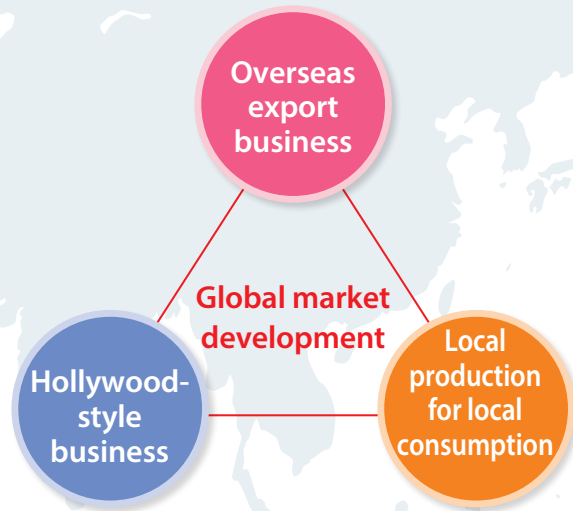 Overseas
export
business
Global market
development
Hollywood-
style
business
Local
production
for local
consumption